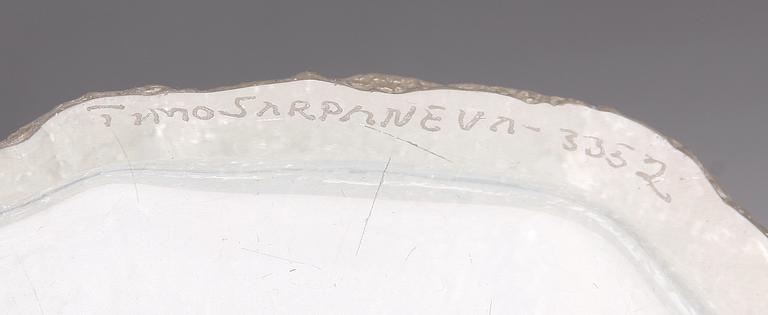 TIMO SARPANEVA - 3352